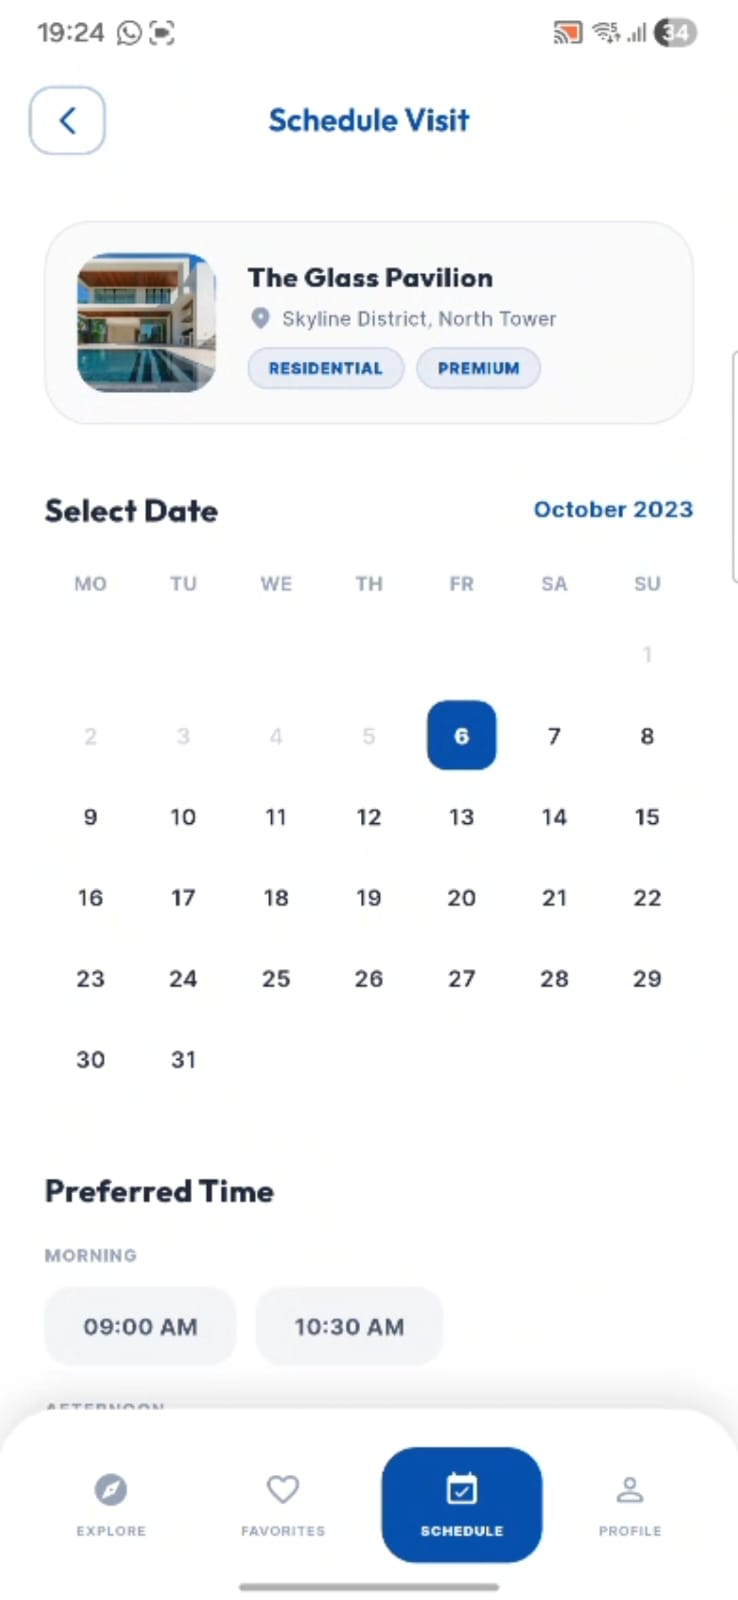 19:24 34
Schedule Visit
The Glass Pavilion
Skyline District, North Tower
RESIDENTIAL PREMIUM
Select Date October 2023
MO TU WE TH FR SA SU
1
2 3 4 5 6 7 8
9 10 11 12 13 14 15
16 17 18 19 20 21 22
23 24 25 26 27 28 29
30 31
Preferred Time
MORNING
09:00 AM 10:30 AM
AFTERNOON
EXPLORE FAVORITES SCHEDULE PROFILE